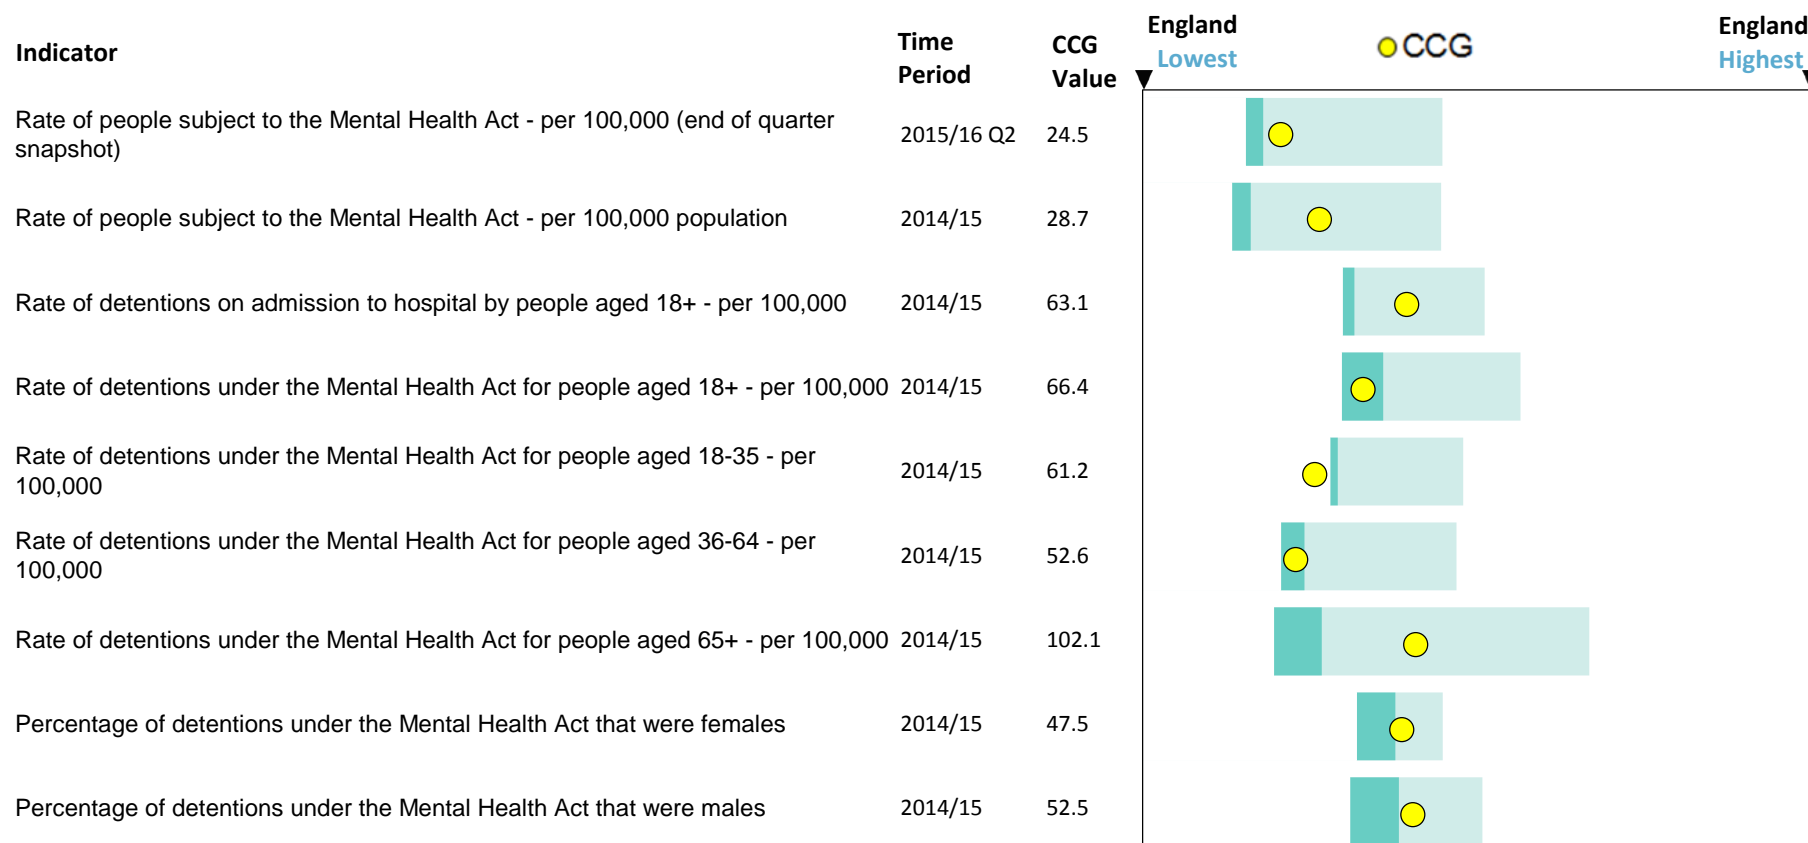 Indicator
Time
Period
CCG
Value
England
Lowest
CCG
England
Highest
Rate of people subject to the Mental Health Act - per 100,000 (end of quarter
snapshot)
2015/16 Q2
24.5
Rate of people subject to the Mental Health Act - per 100,000 population
2014/15
28.7
Rate of detentions on admission to hospital by people aged 18+ - per 100,000
2014/15
63.1
Rate of detentions under the Mental Health Act for people aged 18+ - per 100,000
2014/15
66.4
Rate of detentions under the Mental Health Act for people aged 18-35 - per
100,000
2014/15
61.2
Rate of detentions under the Mental Health Act for people aged 36-64 - per
100,000
2014/15
52.6
Rate of detentions under the Mental Health Act for people aged 65+ - per 100,000
2014/15
102.1
Percentage of detentions under the Mental Health Act that were females
2014/15
47.5
Percentage of detentions under the Mental Health Act that were males
2014/15
52.5